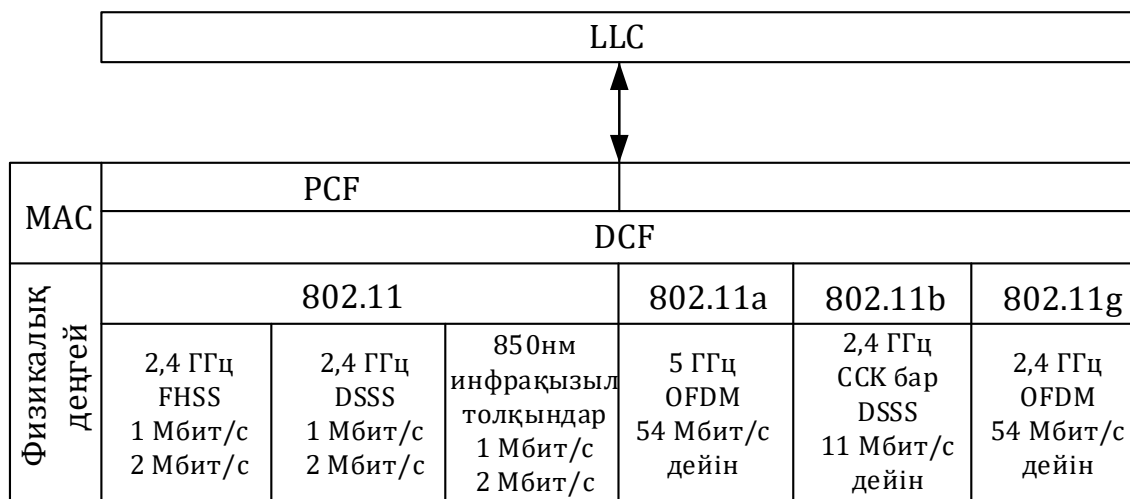 LLC
MAC
PCF
DCF
Физикалық
деңгей
802.11
802.11a
802.11b
802.11g
2,4 ГГц
FHSS
1 Мбит/с
2 Мбит/с
2,4 ГГц
DSSS
1 Мбит/с
2 Мбит/с
850нм
инфрақызыл
толқындар
1 Мбит/с
2 Мбит/с
5 ГГц
OFDM
54 Мбит/с
дейін
2,4 ГГц
CCK бар
DSSS
11 Мбит/с
дейін
2,4 ГГц
OFDM
54 Мбит/с
дейін